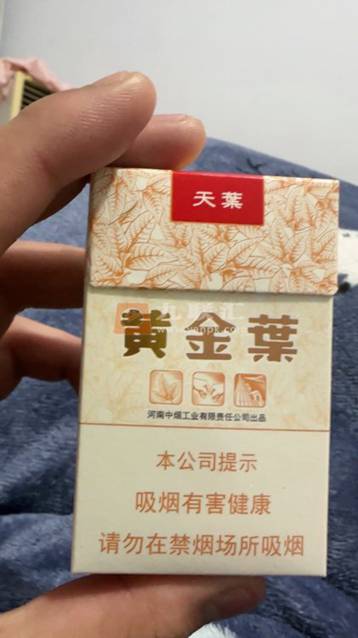 天葉
黄金葉
河南中烟工业有限责任公司出品
本公司提示
吸烟有害健康
请勿在禁烟场所吸烟